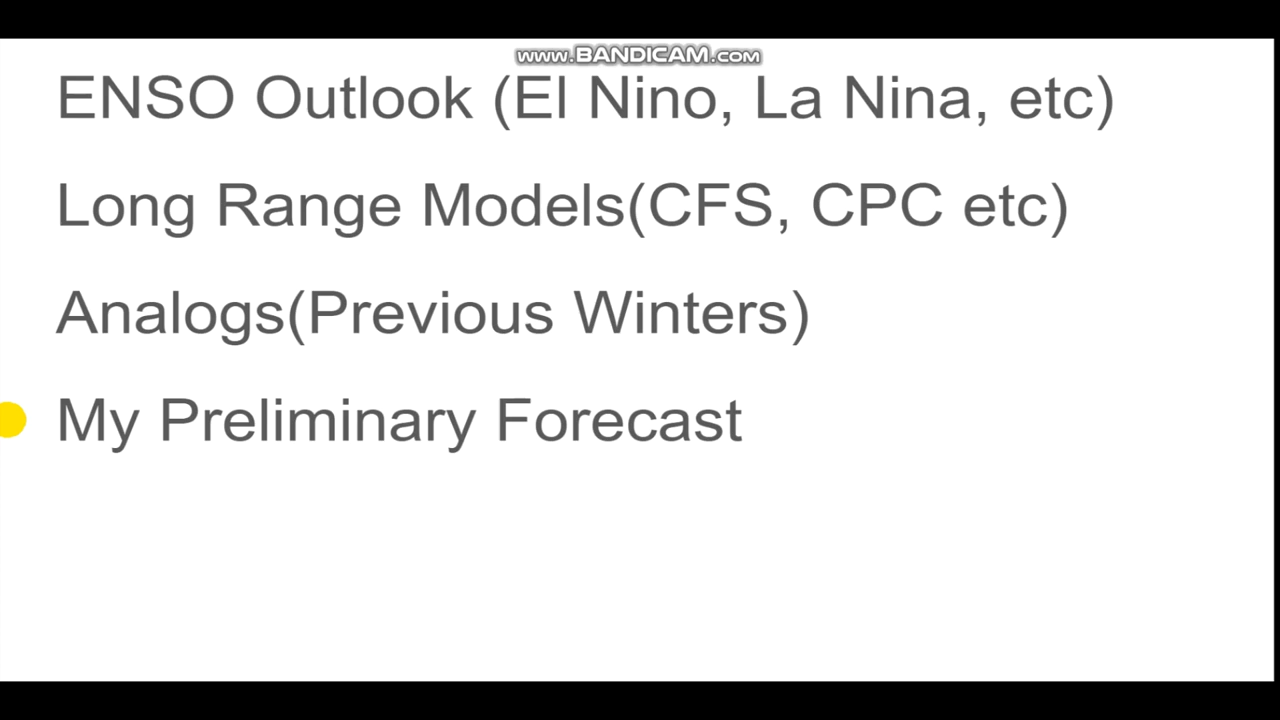 www.BANDICAM.com
ENSO Outlook (El Nino, La Nina, etc)
Long Range Models(CFS, CPC etc)
Analogs(Previous Winters)
My Preliminary Forecast